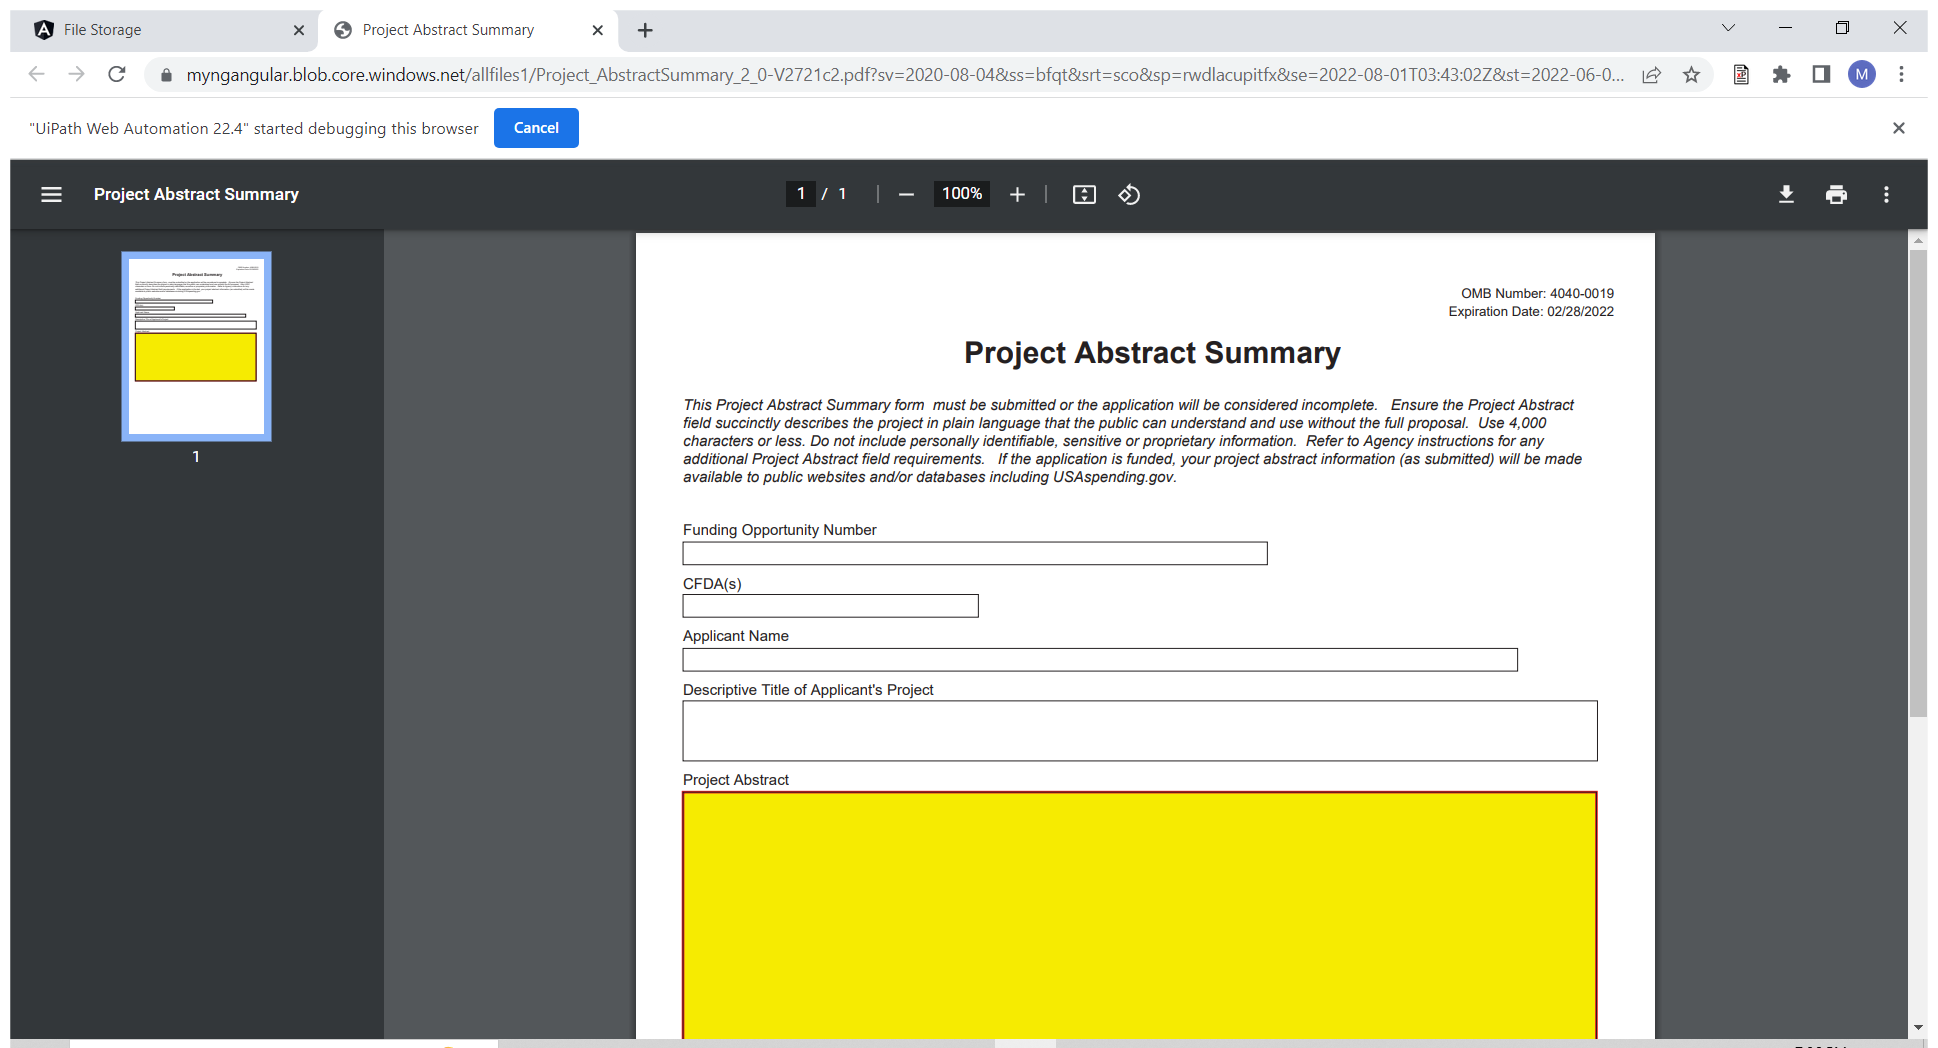 File Storage
Project Abstract Summary
myngangular.blob.core.windows.net/allfiles1/Project_AbstractSummary_2_0-V2721c2.pdf?sv=2020-08-04&ss=bfqt&srt=sco&sp=rwdlacupitfx&se=2022-08-01T03:43:02Z&st=2022-06-0...
M
"UiPath Web Automation 22.4" started debugging this browser
Cancel
Project Abstract Summary
1 / 1
100%
1
OMB Number: 4040-0019
Expiration Date: 02/28/2022
Project Abstract Summary
This Project Abstract Summary form must be submitted or the application will be considered incomplete. Ensure the Project Abstract
field succinctly describes the project in plain language that the public can understand and use without the full proposal. Use 4,000
characters or less. Do not include personally identifiable, sensitive or proprietary information. Refer to Agency instructions for any
additional Project Abstract field requirements. If the application is funded, your project abstract information (as submitted) will be made
available to public websites and/or databases including USAspending.gov.
Funding Opportunity Number
CFDA(s)
Applicant Name
Descriptive Title of Applicant's Project
Project Abstract